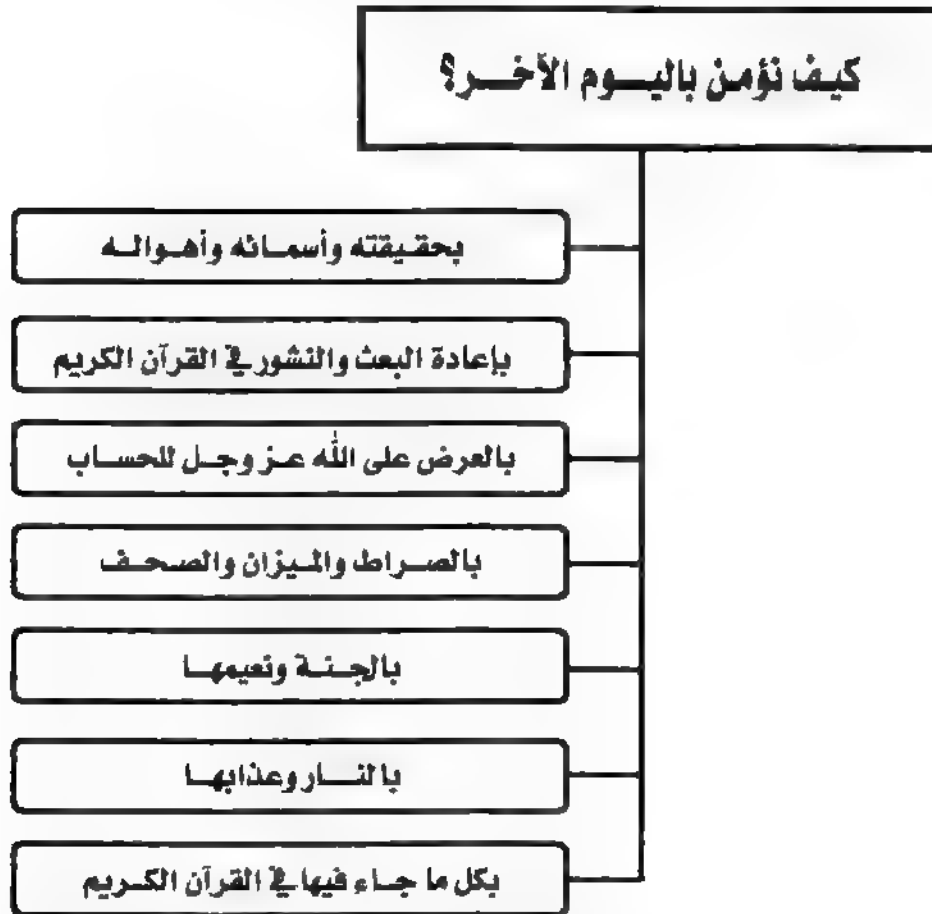 كيف نؤمن باليوم الآخر؟
بحقيقته وأسمائه وأهواله
بإعادة البعث والنشور في القرآن الكريم
بالعرض على الله عز وجل للحساب
بالصراط والميزان والصحف
بالجنة ونعيمها
بالنار وعذابها
بكل ما جاء فيها في القرآن الكريم